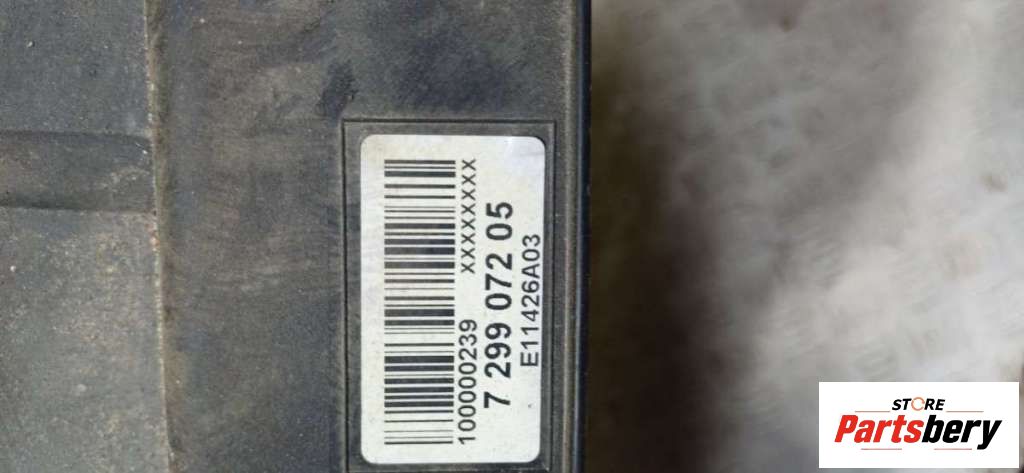 100000239 XXXXXXXXX
7 299 072 05
E11426A03
STORE
Partsbery